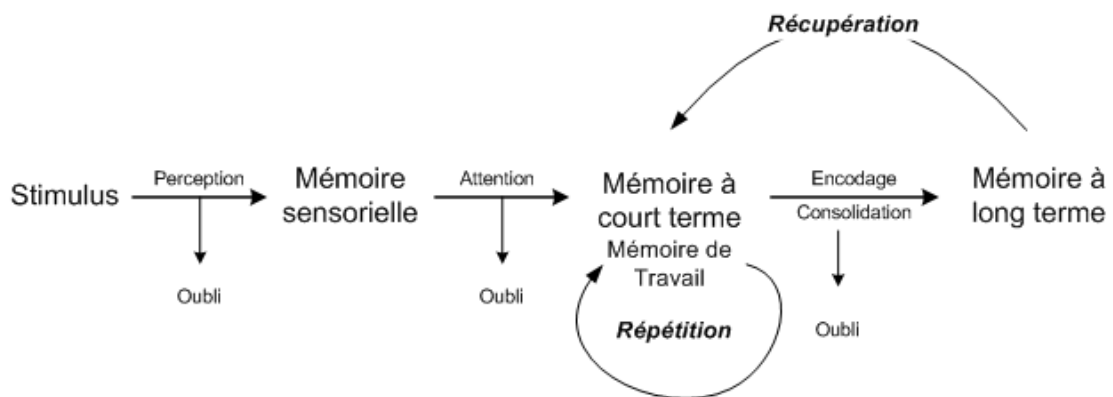 Récupération
Stimulus
Perception
Mémoire
sensorielle
Attention
Mémoire à
court terme
Mémoire de
Travail
Encodage
Consolidation
Mémoire à
long terme
Oubli
Oubli
Répétition
Oubli